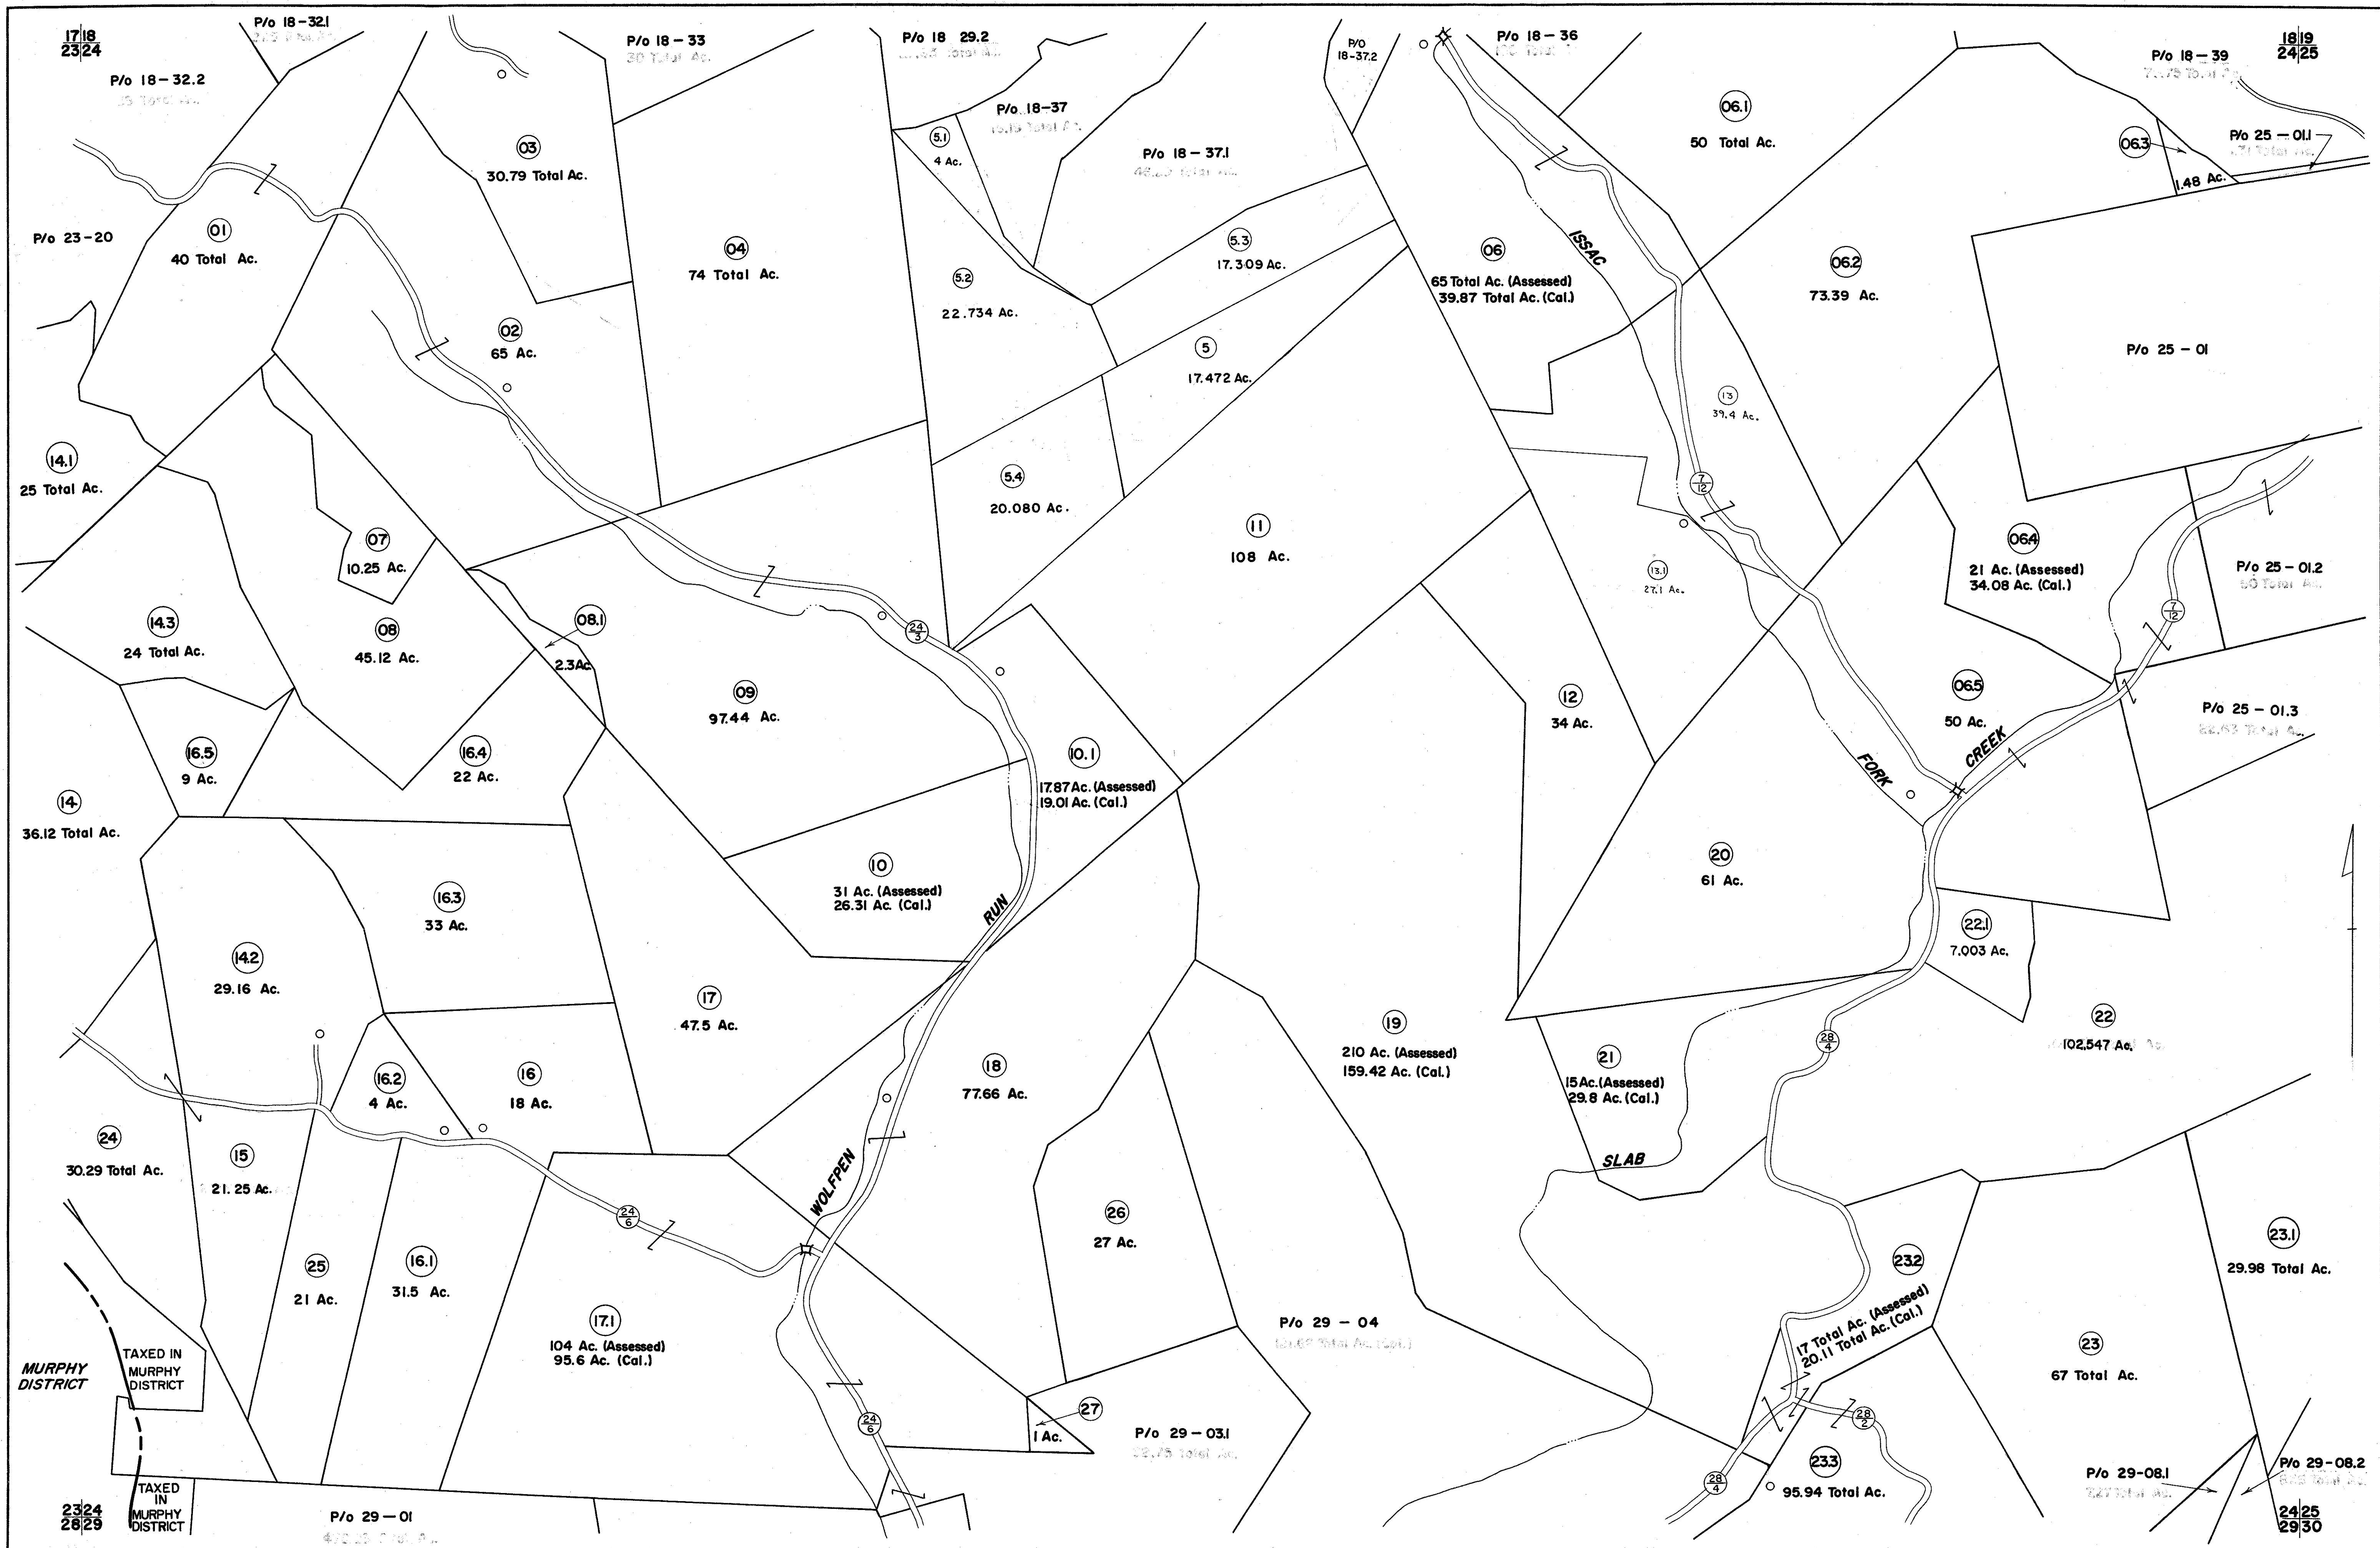 17 18
23 24
P/o 18-32.1
P/o 18-32.2
P/o 18-33
30 Total Ac.
P/o 18 29.2
P/o 18-37
P/o 18-37.1
P/O
18-37.2
P/o 18-36
P/o 18-39
18 19
24 25
P/o 25-01.1
06.3
1.48 Ac.
06.1
50 Total Ac.
03
30.79 Total Ac.
5.1
4 Ac.
P/o 23-20
01
40 Total Ac.
04
74 Total Ac.
5.3
17.309 Ac.
5.2
22.734 Ac.
ISSAC
06
65 Total Ac. (Assessed)
39.87 Total Ac. (Cal.)
06.2
73.39 Ac.
02
65 Ac.
5
17.472 Ac.
P/o 25-01
13
39.4 Ac.
14.1
25 Total Ac.
5.4
20.080 Ac.
7
12
11
108 Ac.
07
10.25 Ac.
13.1
27.1 Ac.
06.4
21 Ac. (Assessed)
34.08 Ac. (Cal.)
P/o 25-01.2
50 Total Ac.
7
12
14.3
24 Total Ac.
08
45.12 Ac.
08.1
2.3 Ac.
24
3
09
97.44 Ac.
12
34 Ac.
06.5
50 Ac.
P/o 25-01.3
16.5
9 Ac.
16.4
22 Ac.
10.1
17.87 Ac. (Assessed)
19.01 Ac. (Cal.)
FORK
CREEK
14
36.12 Total Ac.
10
31 Ac. (Assessed)
26.31 Ac. (Cal.)
RUN
20
61 Ac.
16.3
33 Ac.
22.1
7.003 Ac.
14.2
29.16 Ac.
17
47.5 Ac.
19
210 Ac. (Assessed)
159.42 Ac. (Cal.)
28
4
22
102.547 Ac.
16.2
4 Ac.
16
18 Ac.
18
77.66 Ac.
21
15 Ac. (Assessed)
29.8 Ac. (Cal.)
24
30.29 Total Ac.
15
21.25 Ac.
SLAB
WOLFPEN
24
6
26
27 Ac.
23.1
29.98 Total Ac.
25
21 Ac.
16.1
31.5 Ac.
23.2
17 Total Ac. (Assessed)
20.11 Total Ac. (Cal.)
17.1
104 Ac. (Assessed)
95.6 Ac. (Cal.)
P/o 29-04
23
67 Total Ac.
MURPHY
DISTRICT
TAXED IN
MURPHY
DISTRICT
27
1 Ac.
24
6
P/o 29-03.1
28
2
23.3
95.94 Total Ac.
28
4
P/o 29-08.1
P/o 29-08.2
TAXED
IN
MURPHY
DISTRICT
23 24
28 29
P/o 29-01
24 25
29 30